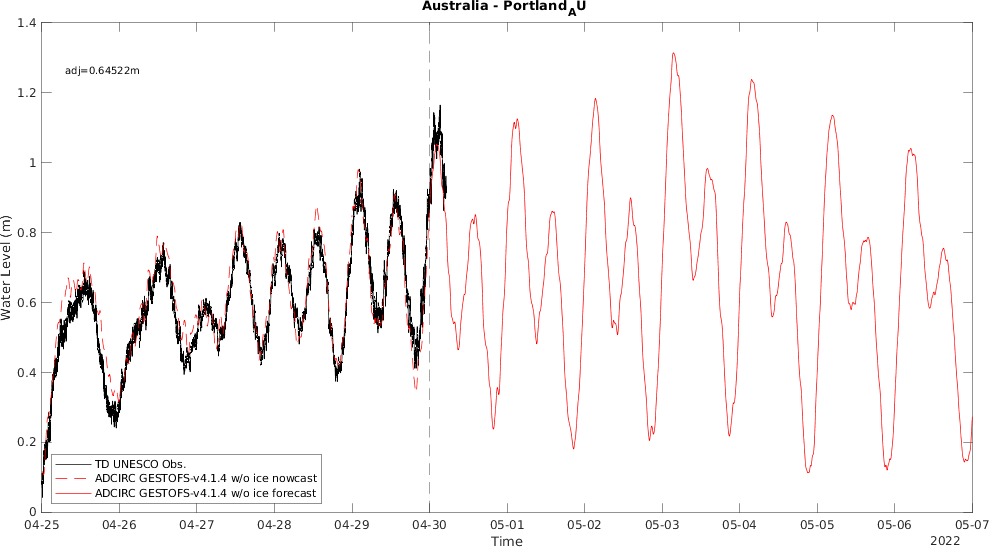 Australia - Portland_AU
adj=0.64522m
Water Level (m)
1.4
1.2
1
0.8
0.6
0.4
0.2
0
TD UNESCO Obs.
ADCIRC GESTOFS-v4.1.4 w/o ice nowcast
ADCIRC GESTOFS-v4.1.4 w/o ice forecast
04-25 04-26 04-27 04-28 04-29 04-30 05-01 05-02 05-03 05-04 05-05 05-06 05-07
Time
2022